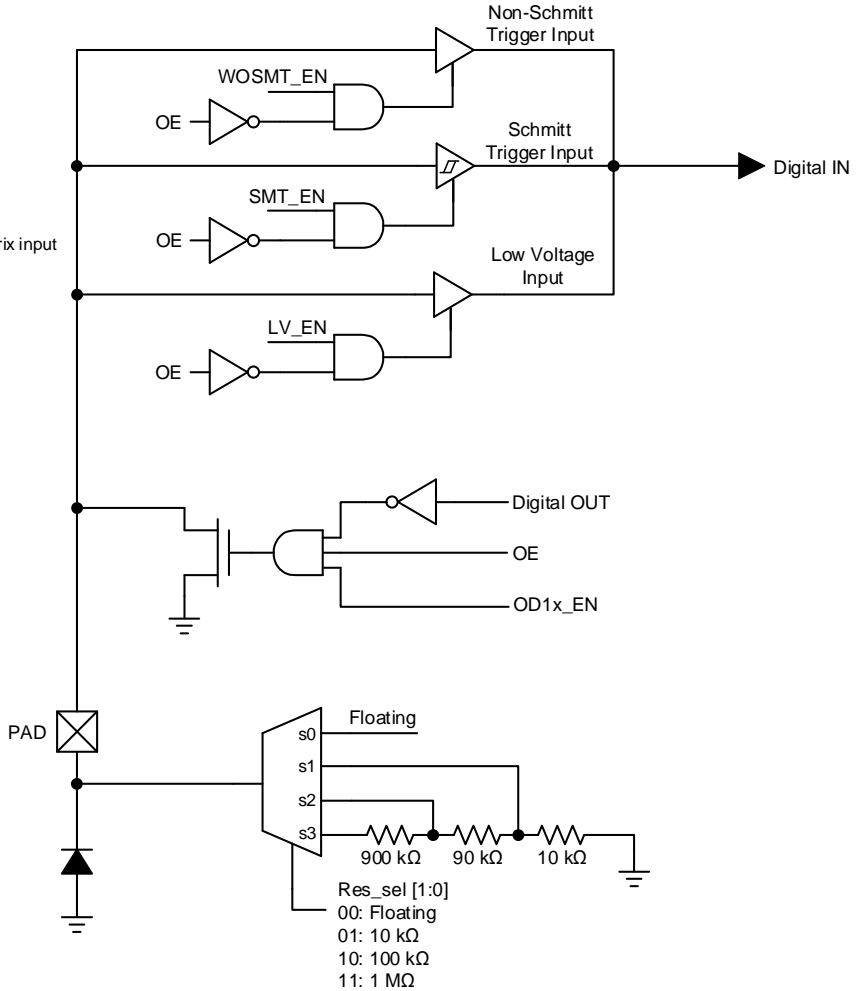 Non-Schmitt
Trigger Input
WOSMT_EN
OE
Schmitt
Trigger Input
Digital IN
SMT_EN
OE
rix input
Low Voltage
Input
LV_EN
OE
Digital OUT
OE
OD1x_EN
PAD
Floating
s0
s1
s2
s3
900 kΩ
90 kΩ
10 kΩ
Res_sel [1:0]
00: Floating
01: 10 kΩ
10: 100 kΩ
11: 1 MΩ